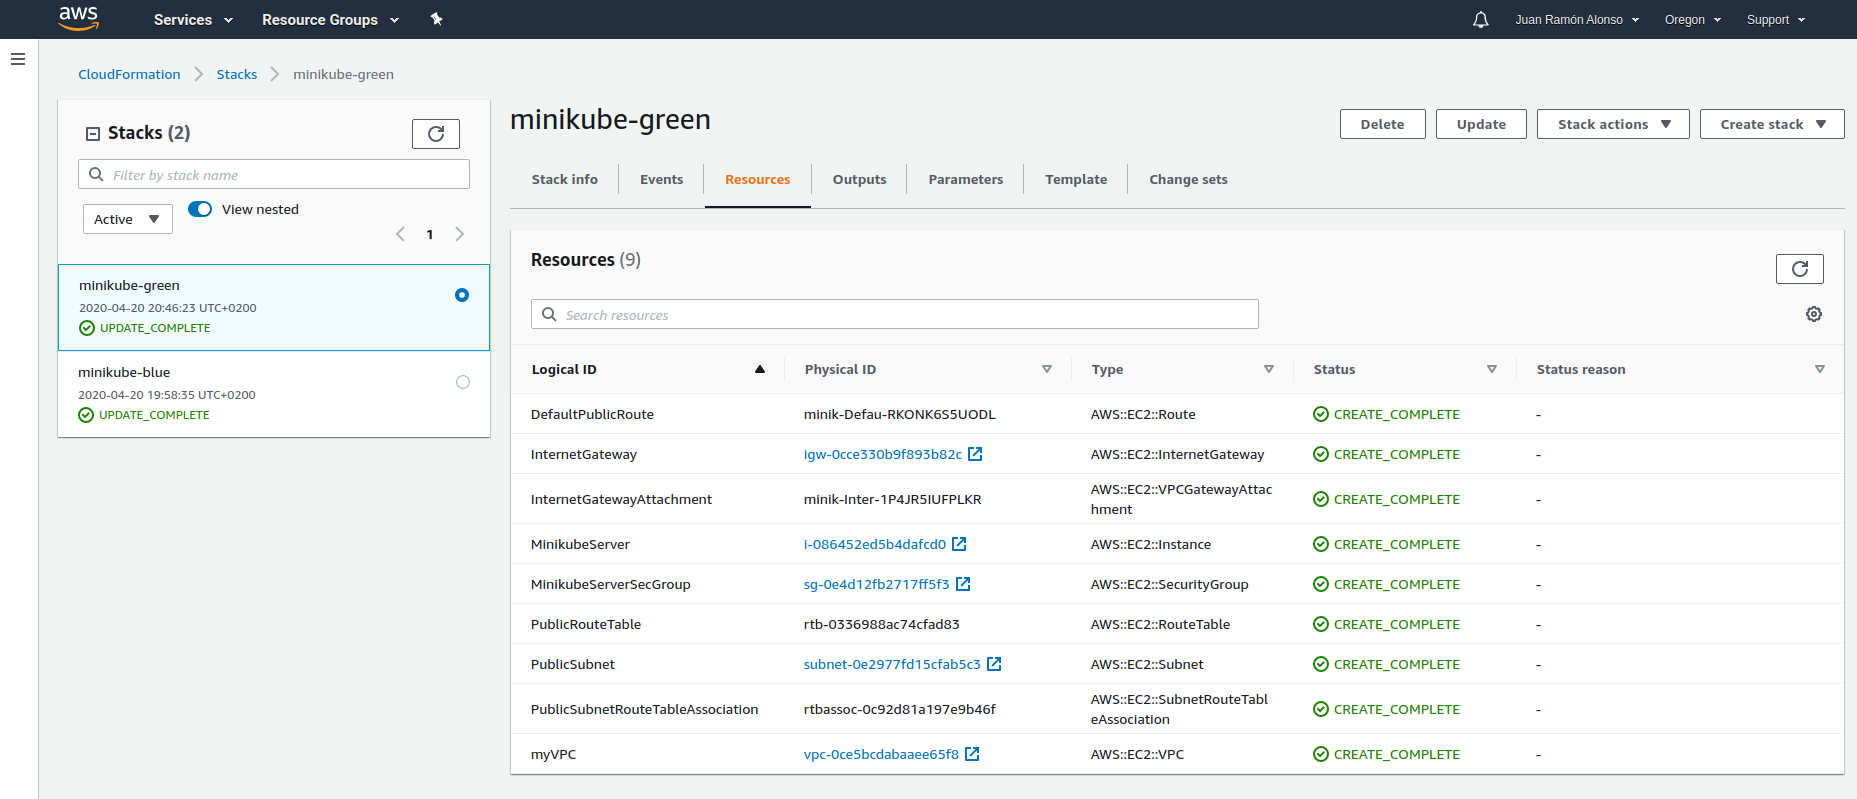 aws Services Resource Groups Juan Ramón Alonso Oregon Support
CloudFormation Stacks minikube-green
Stacks (2)
Filter by stack name
Active View nested
1
minikube-green
2020-04-20 20:46:23 UTC+0200
UPDATE_COMPLETE
minikube-blue
2020-04-20 19:58:35 UTC+0200
UPDATE_COMPLETE
minikube-green
Delete Update Stack actions Create stack
Stack info Events Resources Outputs Parameters Template Change sets
Resources (9)
Search resources
Logical ID Physical ID Type Status Status reason
DefaultPublicRoute minik-Defau-RKONK6S5UODL AWS::EC2::Route CREATE_COMPLETE -
InternetGateway igw-0cce330b9f893b82c AWS::EC2::InternetGateway CREATE_COMPLETE -
InternetGatewayAttachment minik-Inter-1P4JR5IUFPLKR AWS::EC2::VPCGatewayAttac
hment CREATE_COMPLETE -
MinikubeServer i-086452ed5b4dafcd0 AWS::EC2::Instance CREATE_COMPLETE -
MinikubeServerSecGroup sg-0e4d12fb2717ff5f3 AWS::EC2::SecurityGroup CREATE_COMPLETE -
PublicRouteTable rtb-0336988ac74cfad83 AWS::EC2::RouteTable CREATE_COMPLETE -
PublicSubnet subnet-0e2977fd15cfab5c3 AWS::EC2::Subnet CREATE_COMPLETE -
PublicSubnetRouteTableAssociation rtbassoc-0c92d81a197e9b46f AWS::EC2::SubnetRouteTabl
eAssociation CREATE_COMPLETE -
myVPC vpc-0ce5bcdabaaee65f8 AWS::EC2::VPC CREATE_COMPLETE -